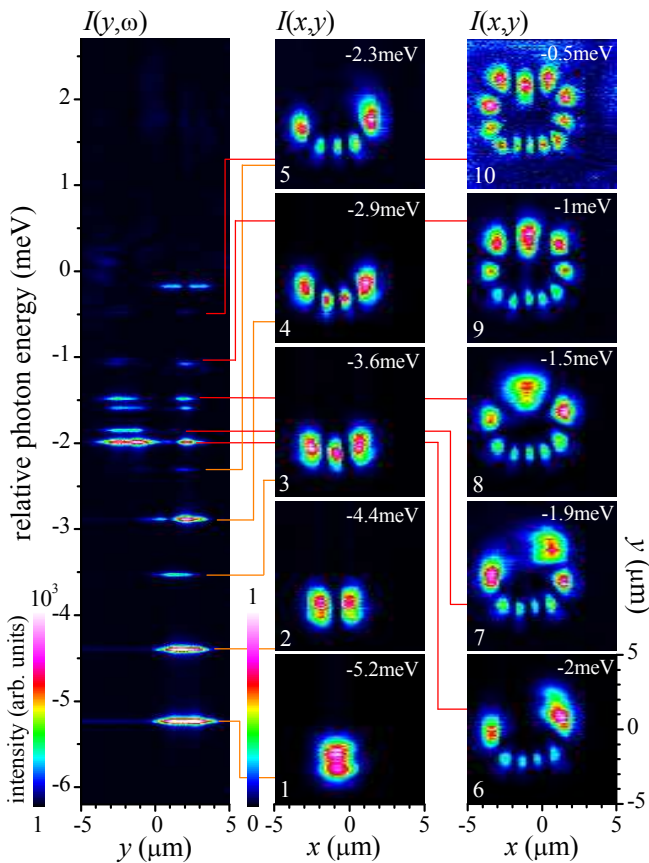 I(y,ω) I(x,y) I(x,y)
2
1
0
-1
-2
-3
-4
-5
-6
relative photon energy (meV)
10³
1
intensity (arb. units)
1
0
-5 0 5
y (μm)
-2.3meV
5
-2.9meV
4
-3.6meV
3
-4.4meV
2
-5.2meV
1
-5 0 5
x (μm)
-0.5meV
10
-1meV
9
-1.5meV
8
-1.9meV
7
-2meV
6
-5 0 5
x (μm)
y (μm)
5
0
-5